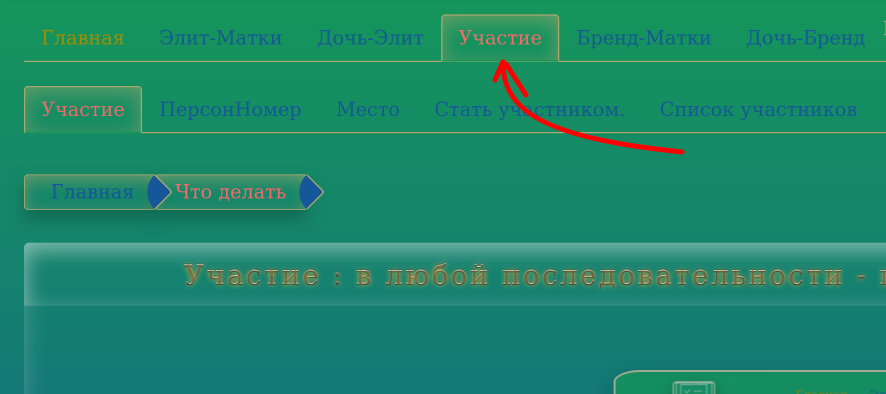 Главная Элит-Матки Дочь-Элит Участие Бренд-Матки Дочь-Бренд
Участие ПерсонНомер Место Стать участником. Список участников
Главная Что делать
Участие : в любой последовательности -